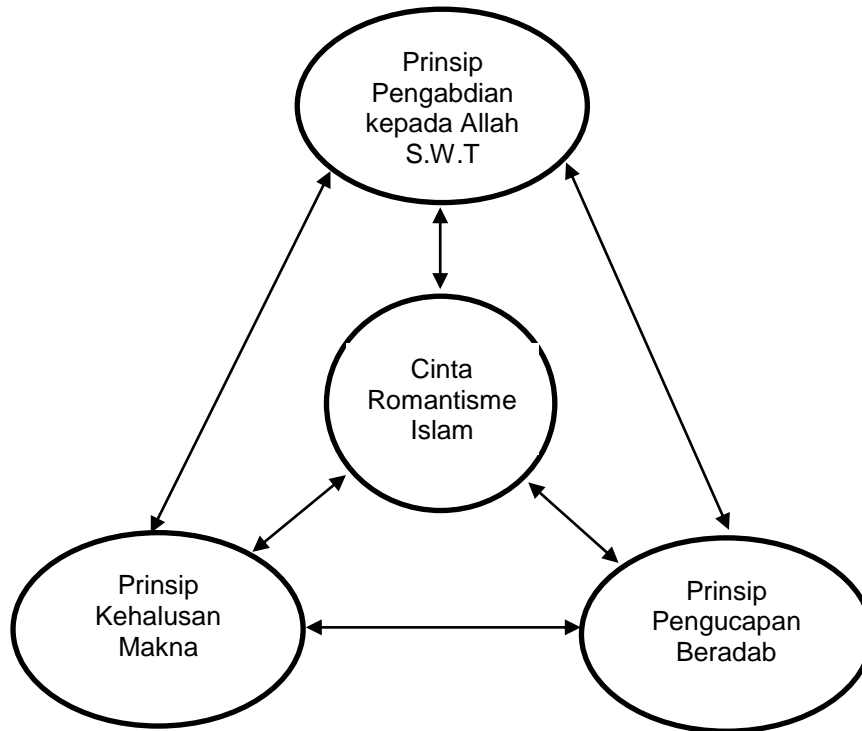 Prinsip
Pengabdian
kepada Allah
S.W.T
Cinta
Romantisme
Islam
Prinsip
Kehalusan
Makna
Prinsip
Pengucapan
Beradab